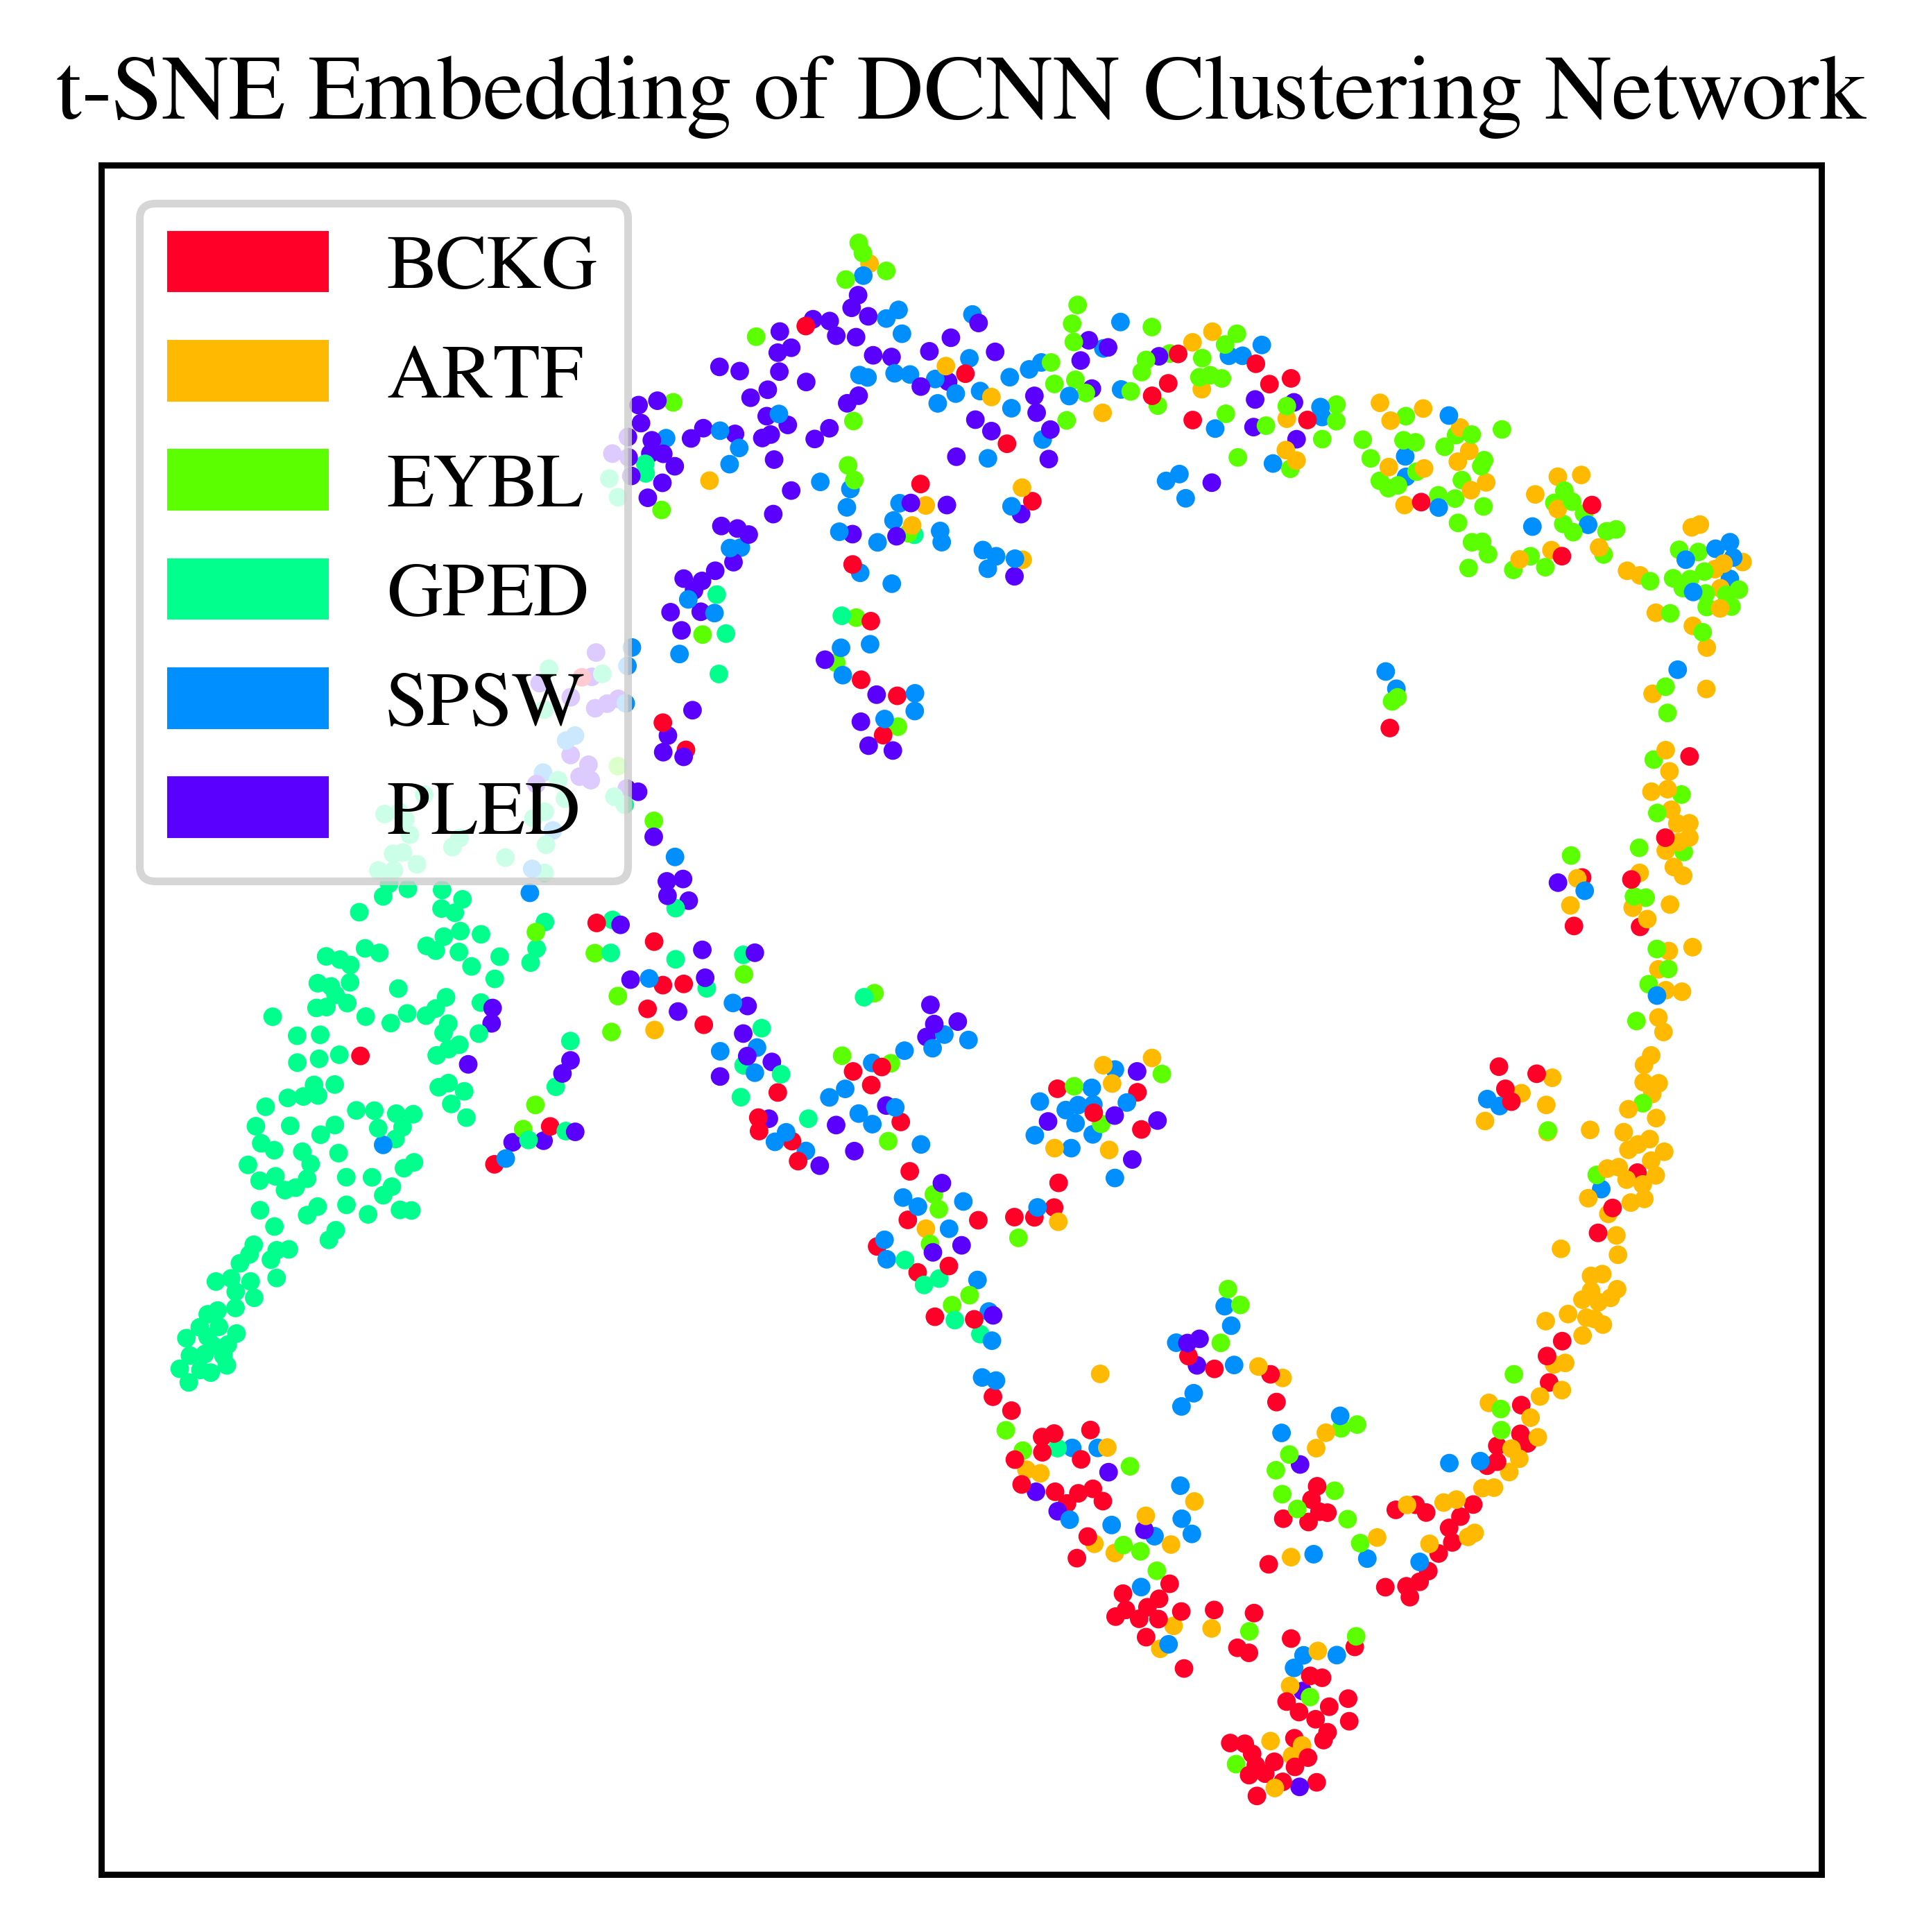 t-SNE Embedding of DCNN Clustering Network
BCKG
ARTF
EYBL
GPED
SPSW
PLED